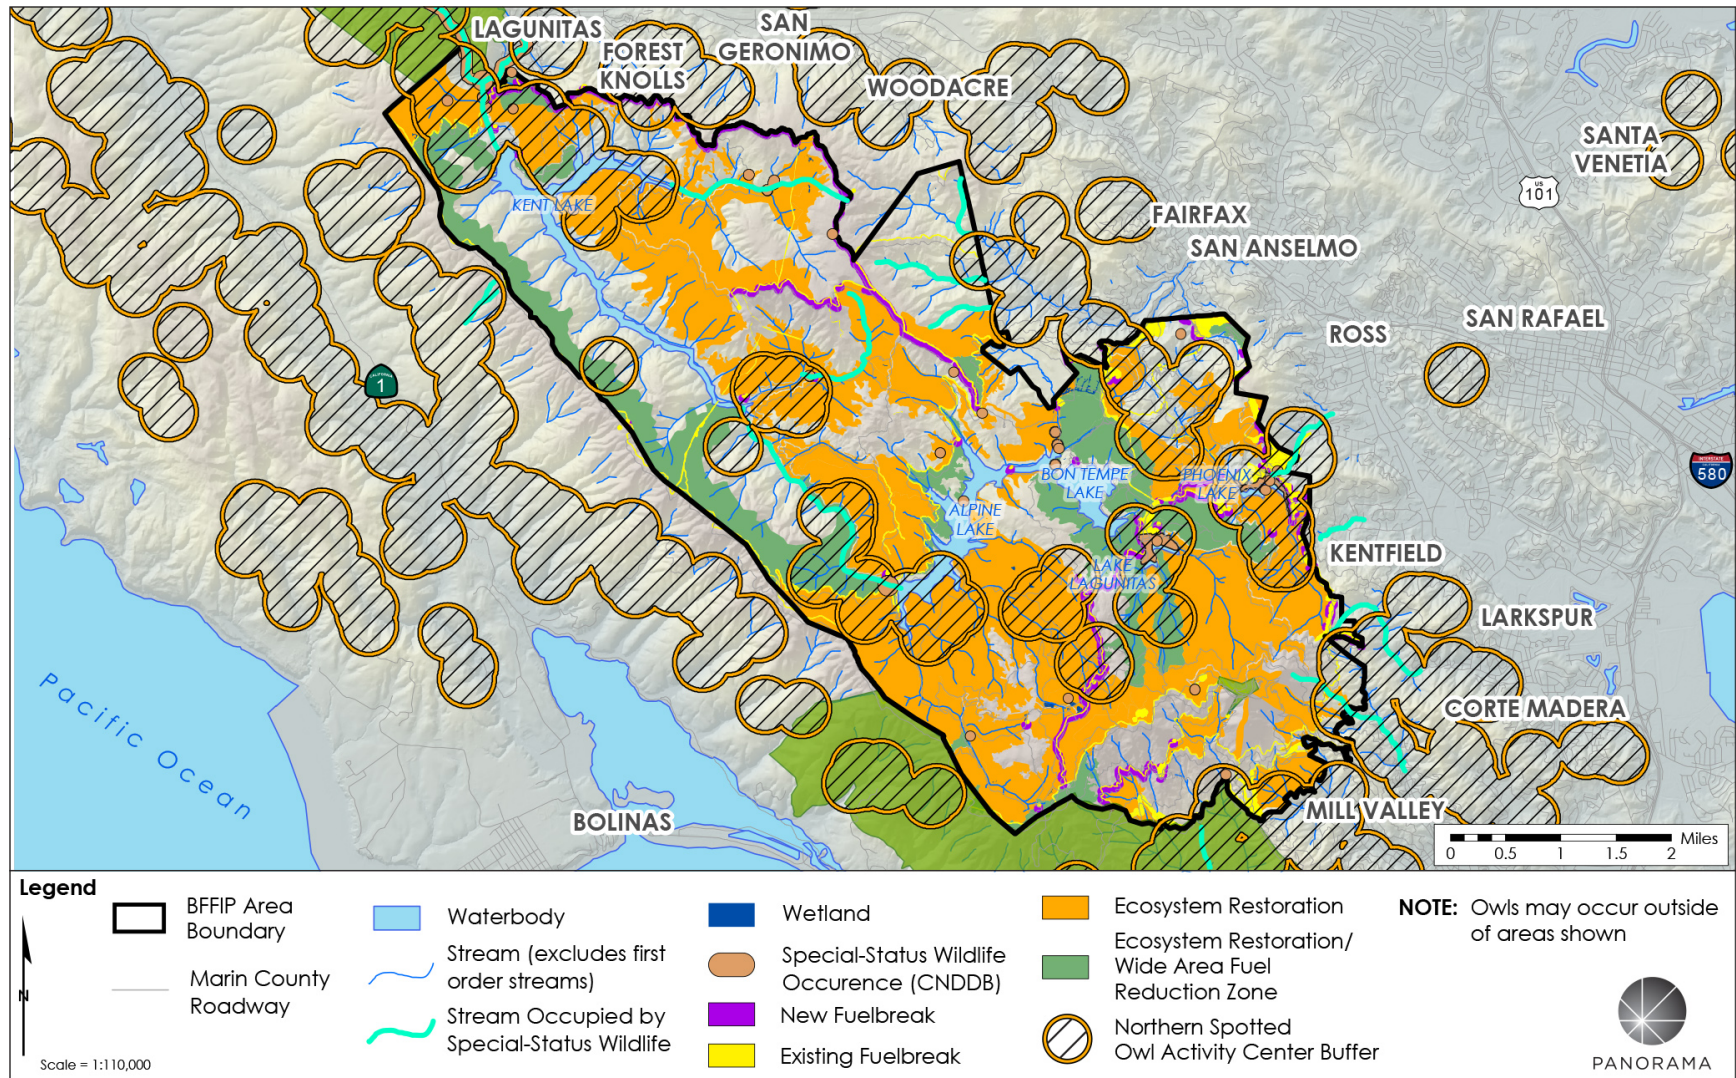 LAGUNITAS
SAN
GERONIMO
FOREST
KNOLLS
WOODACRE
SANTA
VENETIA
US
101
KENT LAKE
FAIRFAX
SAN ANSELMO
SAN RAFAEL
ROSS
CALIFORNIA
1
INTERSTATE
CALIFORNIA
580
BON TEMPE
LAKE
PHOENIX
LAKE
ALPINE
LAKE
KENTFIELD
LAKE
LAGUNITAS
LARKSPUR
Pacific Ocean
CORTE MADERA
BOLINAS
MILL VALLEY
Miles
0 0.5 1 1.5 2
Legend
N
Scale = 1:110,000
BFFIP Area
Boundary
Marin County
Roadway
Waterbody
Stream (excludes first
order streams)
Stream Occupied by
Special-Status Wildlife
Wetland
Special-Status Wildlife
Occurence (CNDDB)
New Fuelbreak
Existing Fuelbreak
Ecosystem Restoration
Ecosystem Restoration/
Wide Area Fuel
Reduction Zone
Northern Spotted
Owl Activity Center Buffer
NOTE: Owls may occur outside
of areas shown
PANORAMA